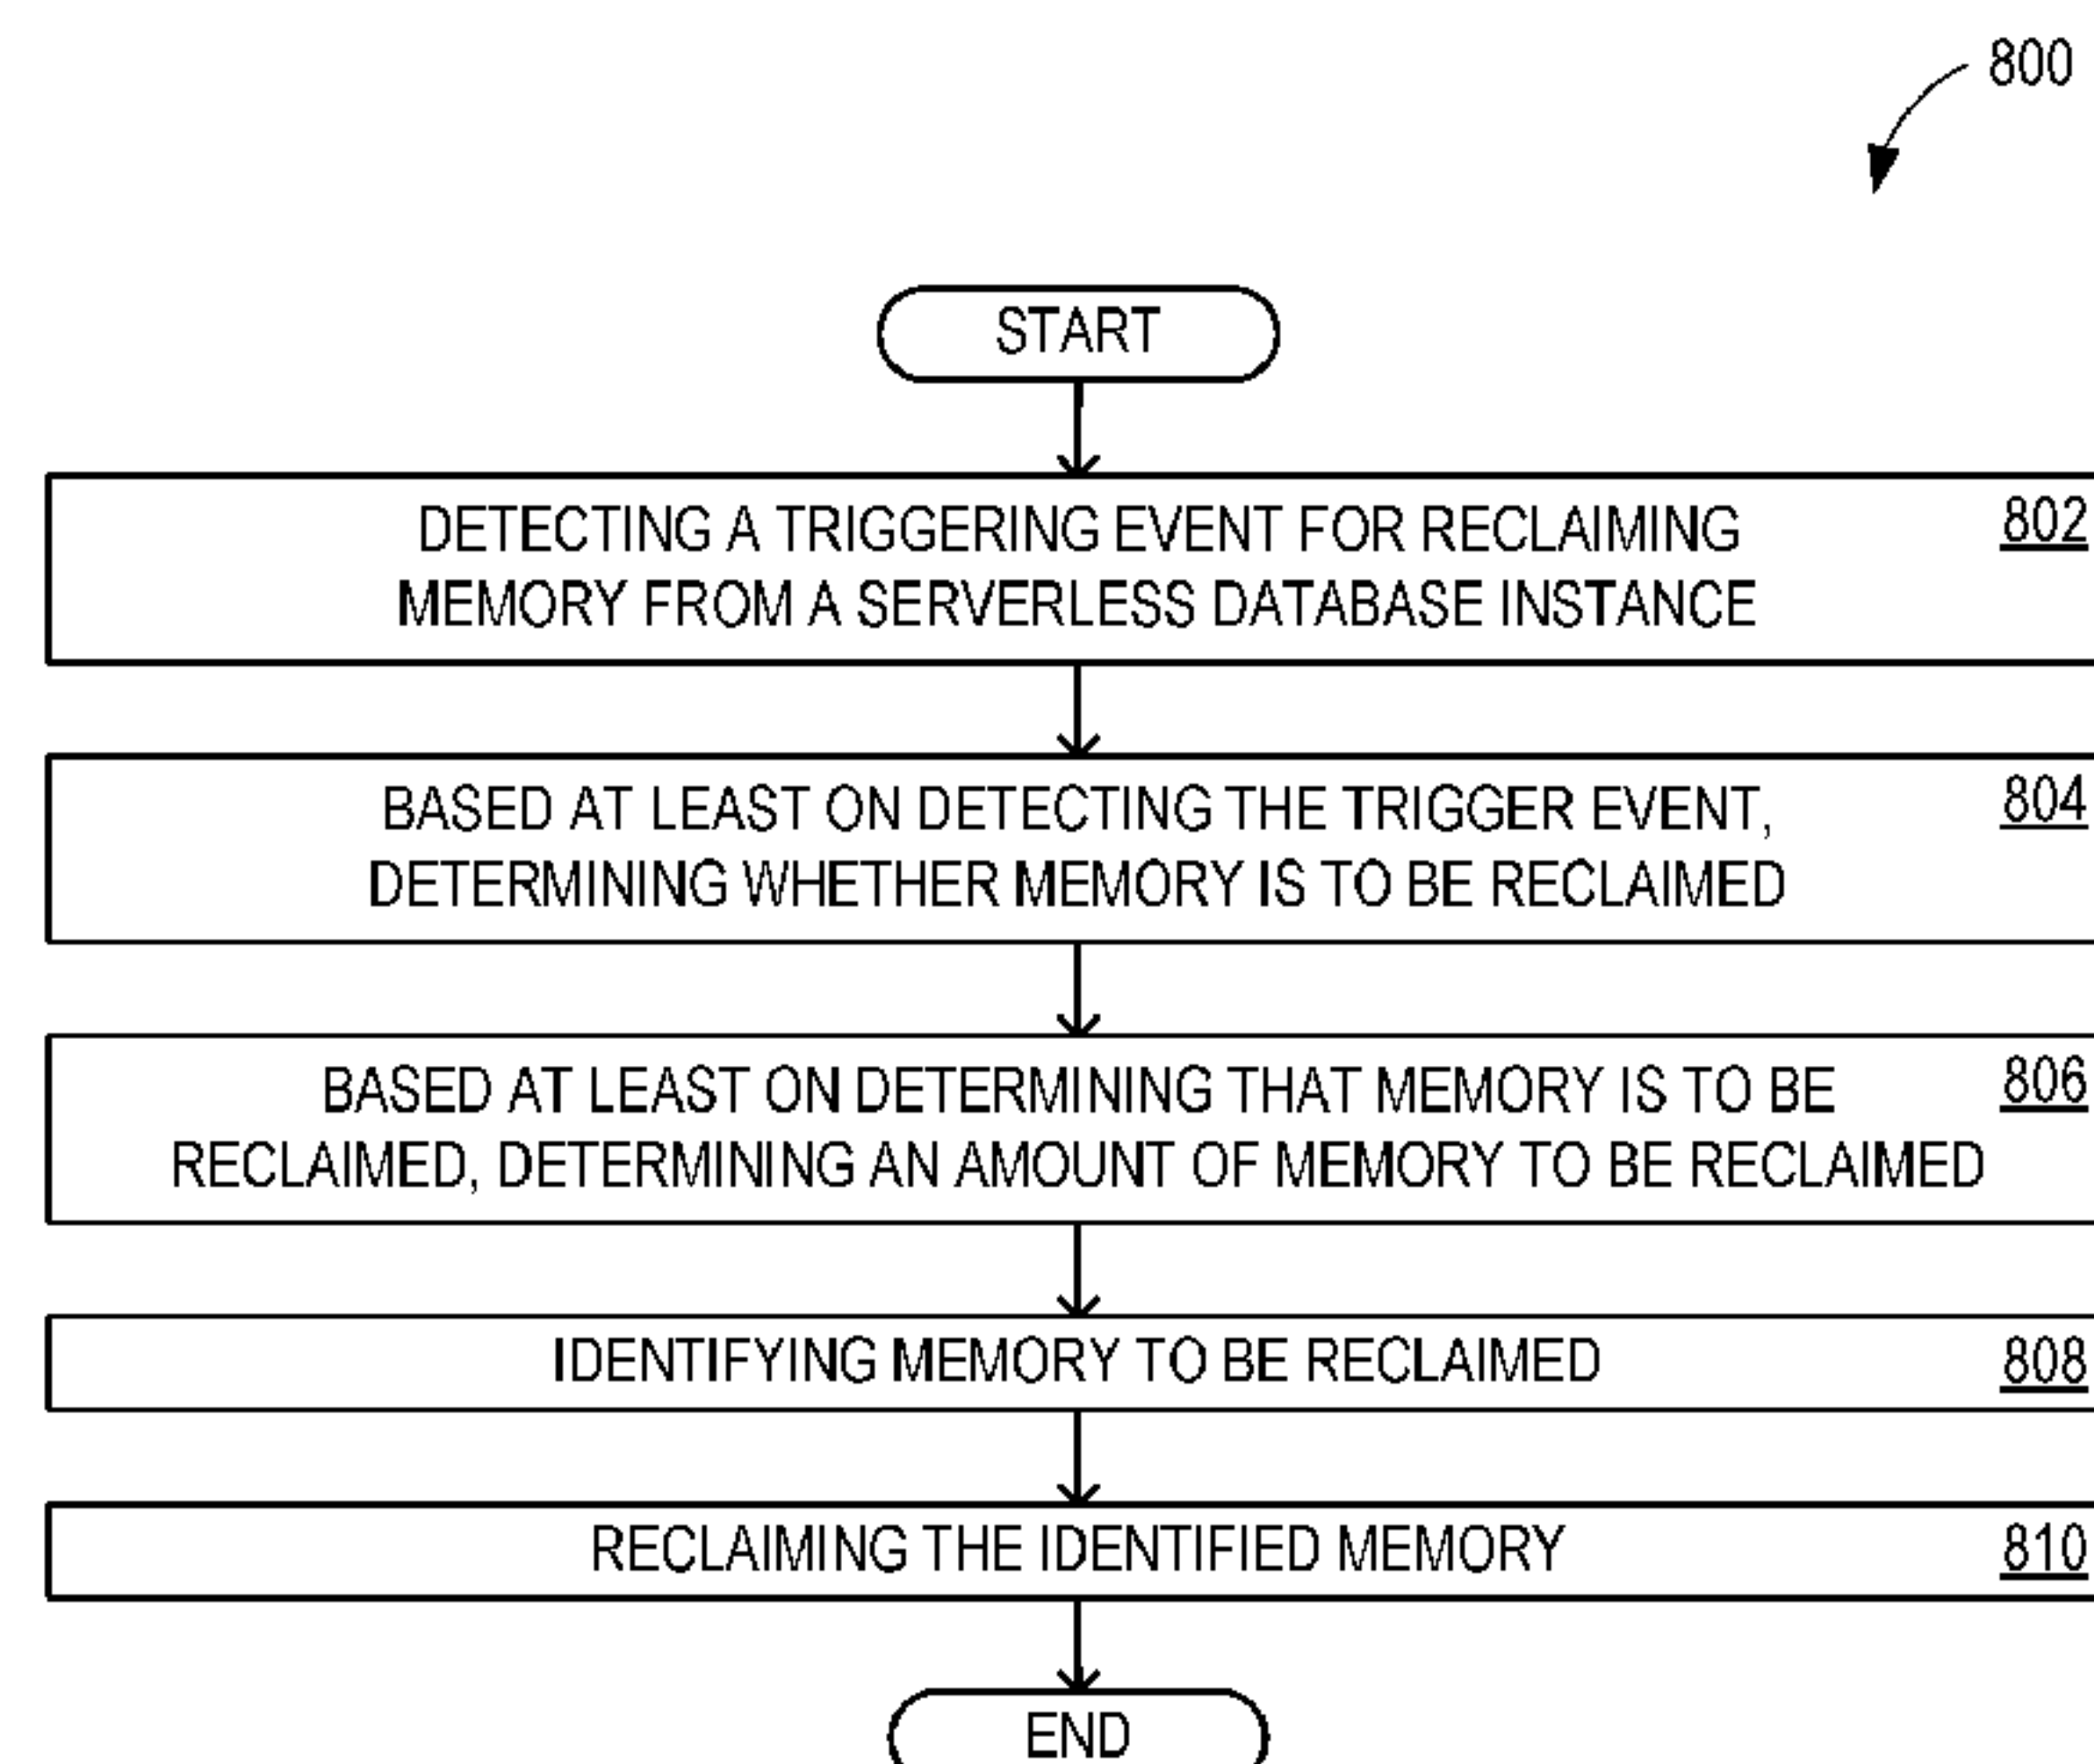 800
START
DETECTING A TRIGGERING EVENT FOR RECLAIMING
MEMORY FROM A SERVERLESS DATABASE INSTANCE
802
BASED AT LEAST ON DETECTING THE TRIGGER EVENT,
DETERMINING WHETHER MEMORY IS TO BE RECLAIMED
804
BASED AT LEAST ON DETERMINING THAT MEMORY IS TO BE
RECLAIMED, DETERMINING AN AMOUNT OF MEMORY TO BE RECLAIMED
806
IDENTIFYING MEMORY TO BE RECLAIMED
808
RECLAIMING THE IDENTIFIED MEMORY
810
END